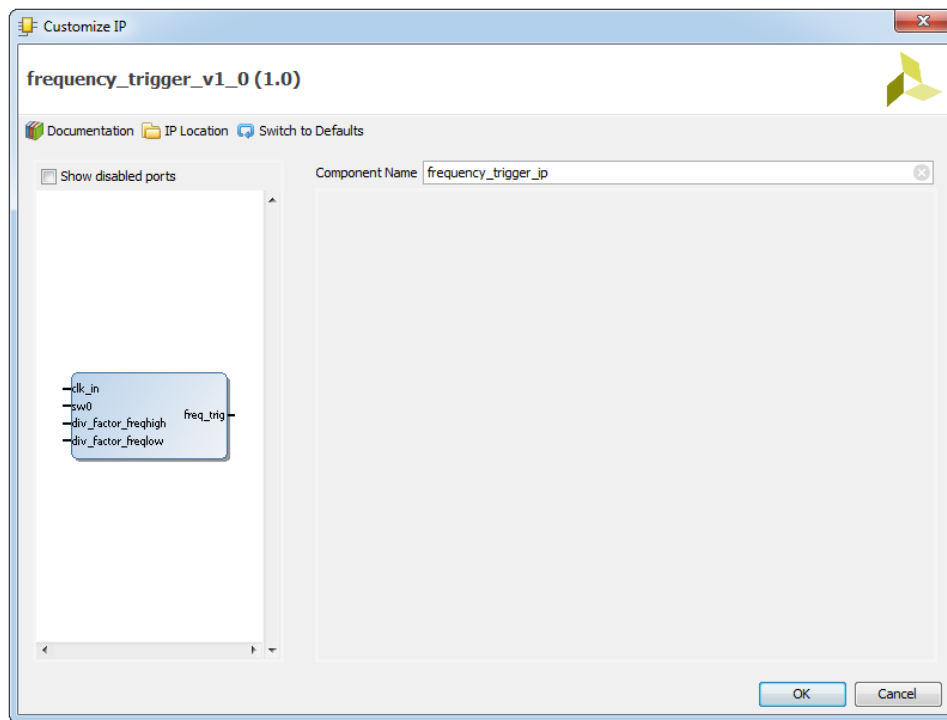 Customize IP
frequency_trigger_v1_0 (1.0)
Documentation IP Location Switch to Defaults
Show disabled ports
Component Name frequency_trigger_ip
clk_in
sw0
div_factor_freqhigh
div_factor_freqlow
freq_trig
OK Cancel